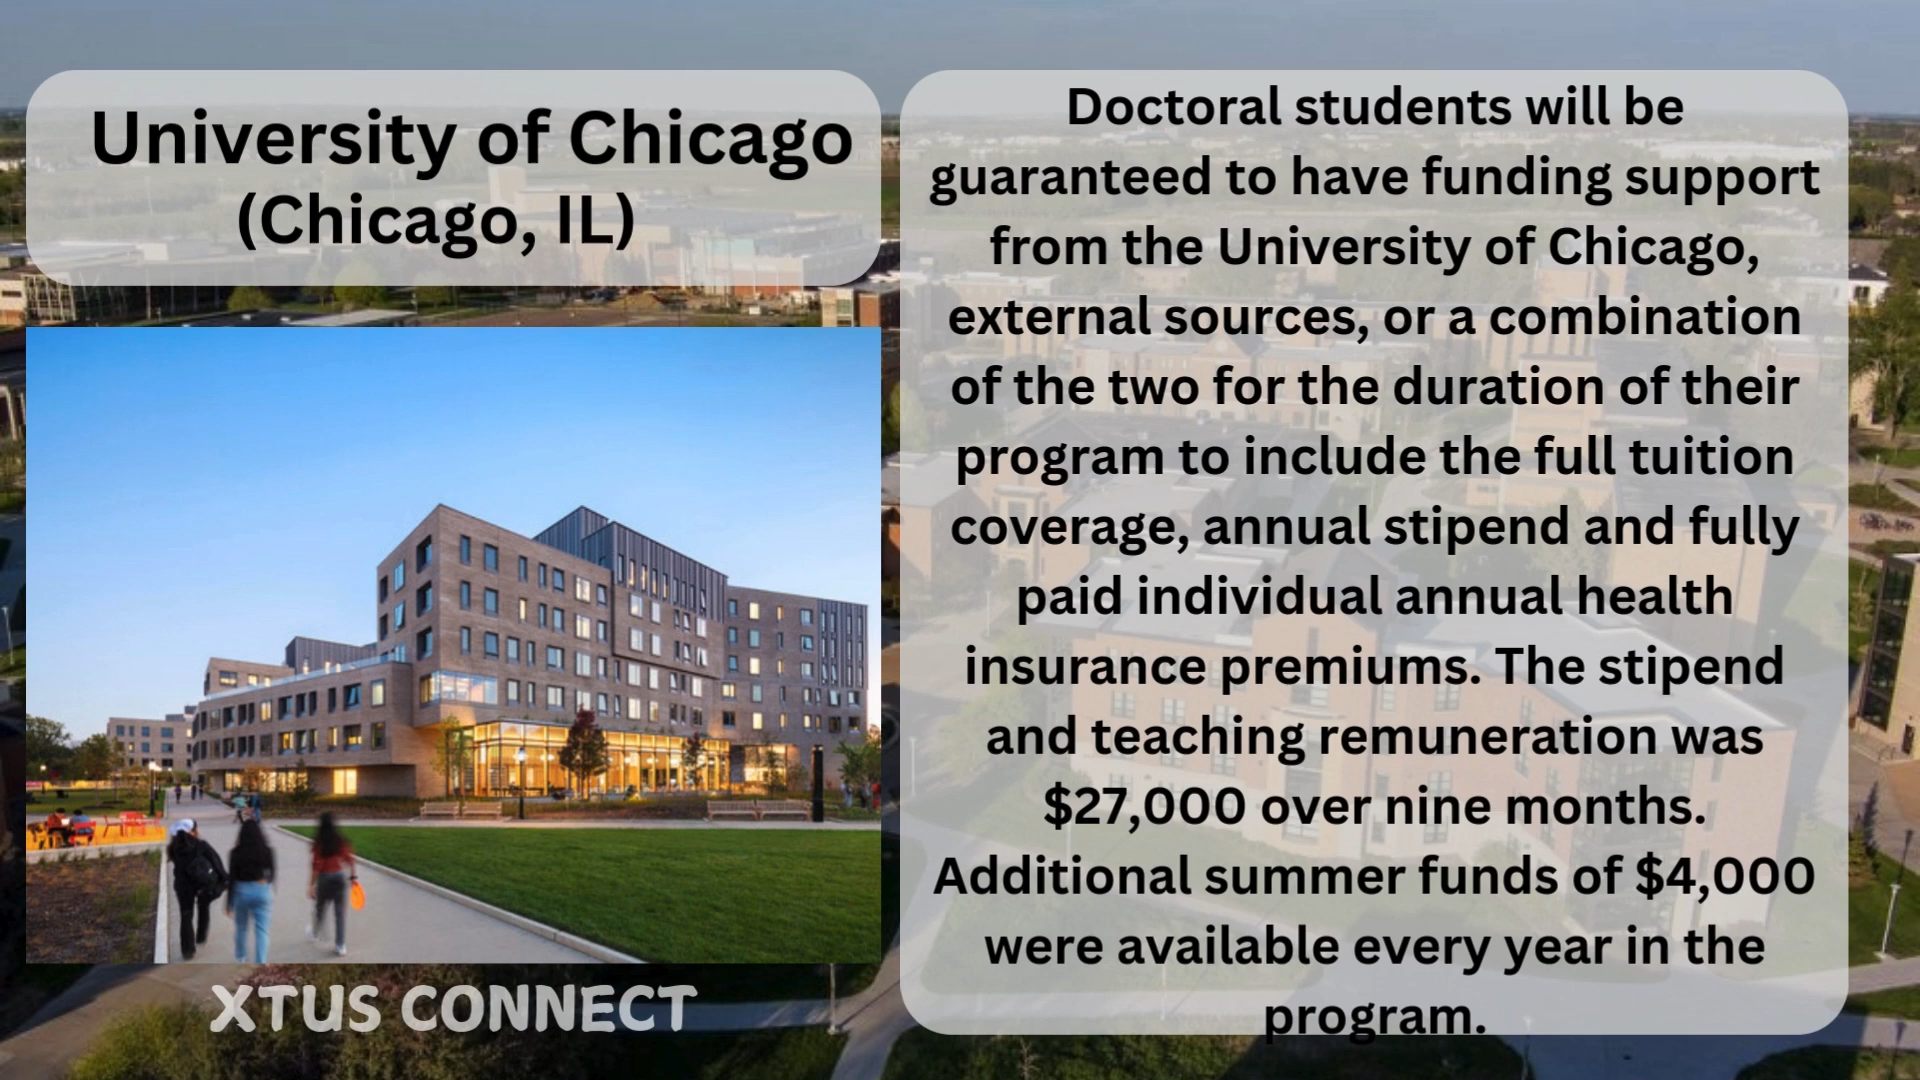 University of Chicago
(Chicago, IL)
Doctoral students will be
guaranteed to have funding support
from the University of Chicago,
external sources, or a combination
of the two for the duration of their
program to include the full tuition
coverage, annual stipend and fully
paid individual annual health
insurance premiums. The stipend
and teaching remuneration was
$27,000 over nine months.
Additional summer funds of $4,000
were available every year in the
program.
XTUS CONNECT